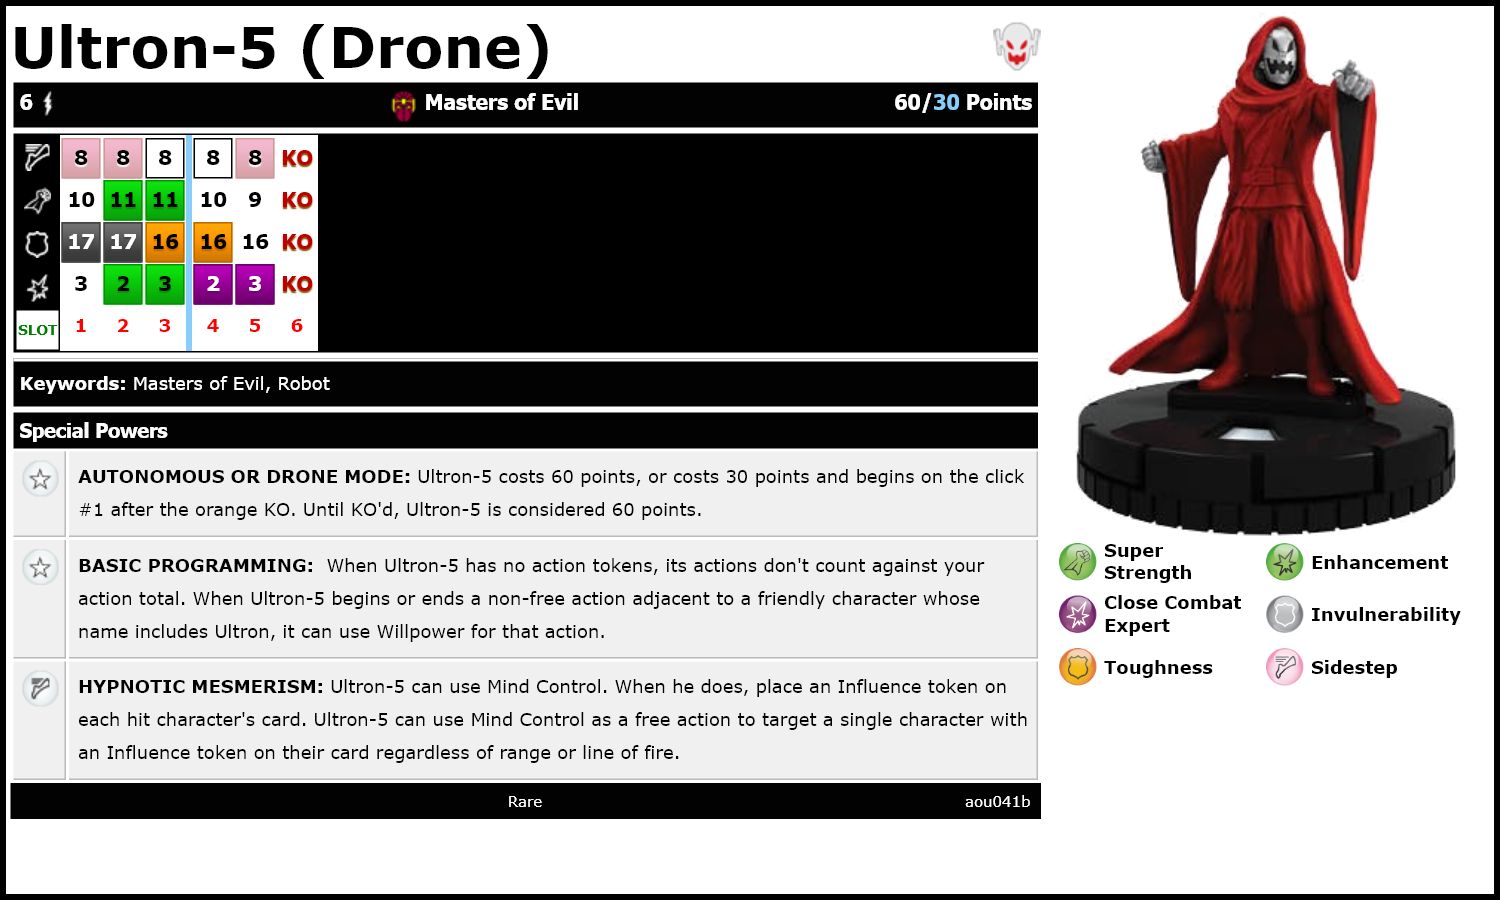 Ultron-5 (Drone)
6 Masters of Evil 60/30 Points
8 8 8 8 8 KO
10 11 11 10 9 KO
17 17 16 16 16 KO
3 2 3 2 3 KO
SLOT 1 2 3 4 5 6
Keywords: Masters of Evil, Robot
Special Powers
AUTONOMOUS OR DRONE MODE: Ultron-5 costs 60 points, or costs 30 points and begins on the click
#1 after the orange KO. Until KO'd, Ultron-5 is considered 60 points.
BASIC PROGRAMMING: When Ultron-5 has no action tokens, its actions don't count against your
action total. When Ultron-5 begins or ends a non-free action adjacent to a friendly character whose
name includes Ultron, it can use Willpower for that action.
HYPNOTIC MESMERISM: Ultron-5 can use Mind Control. When he does, place an Influence token on
each hit character's card. Ultron-5 can use Mind Control as a free action to target a single character with
an Influence token on their card regardless of range or line of fire.
Rare aou041b
Super
Strength
Enhancement
Close Combat
Expert
Invulnerability
Toughness
Sidestep